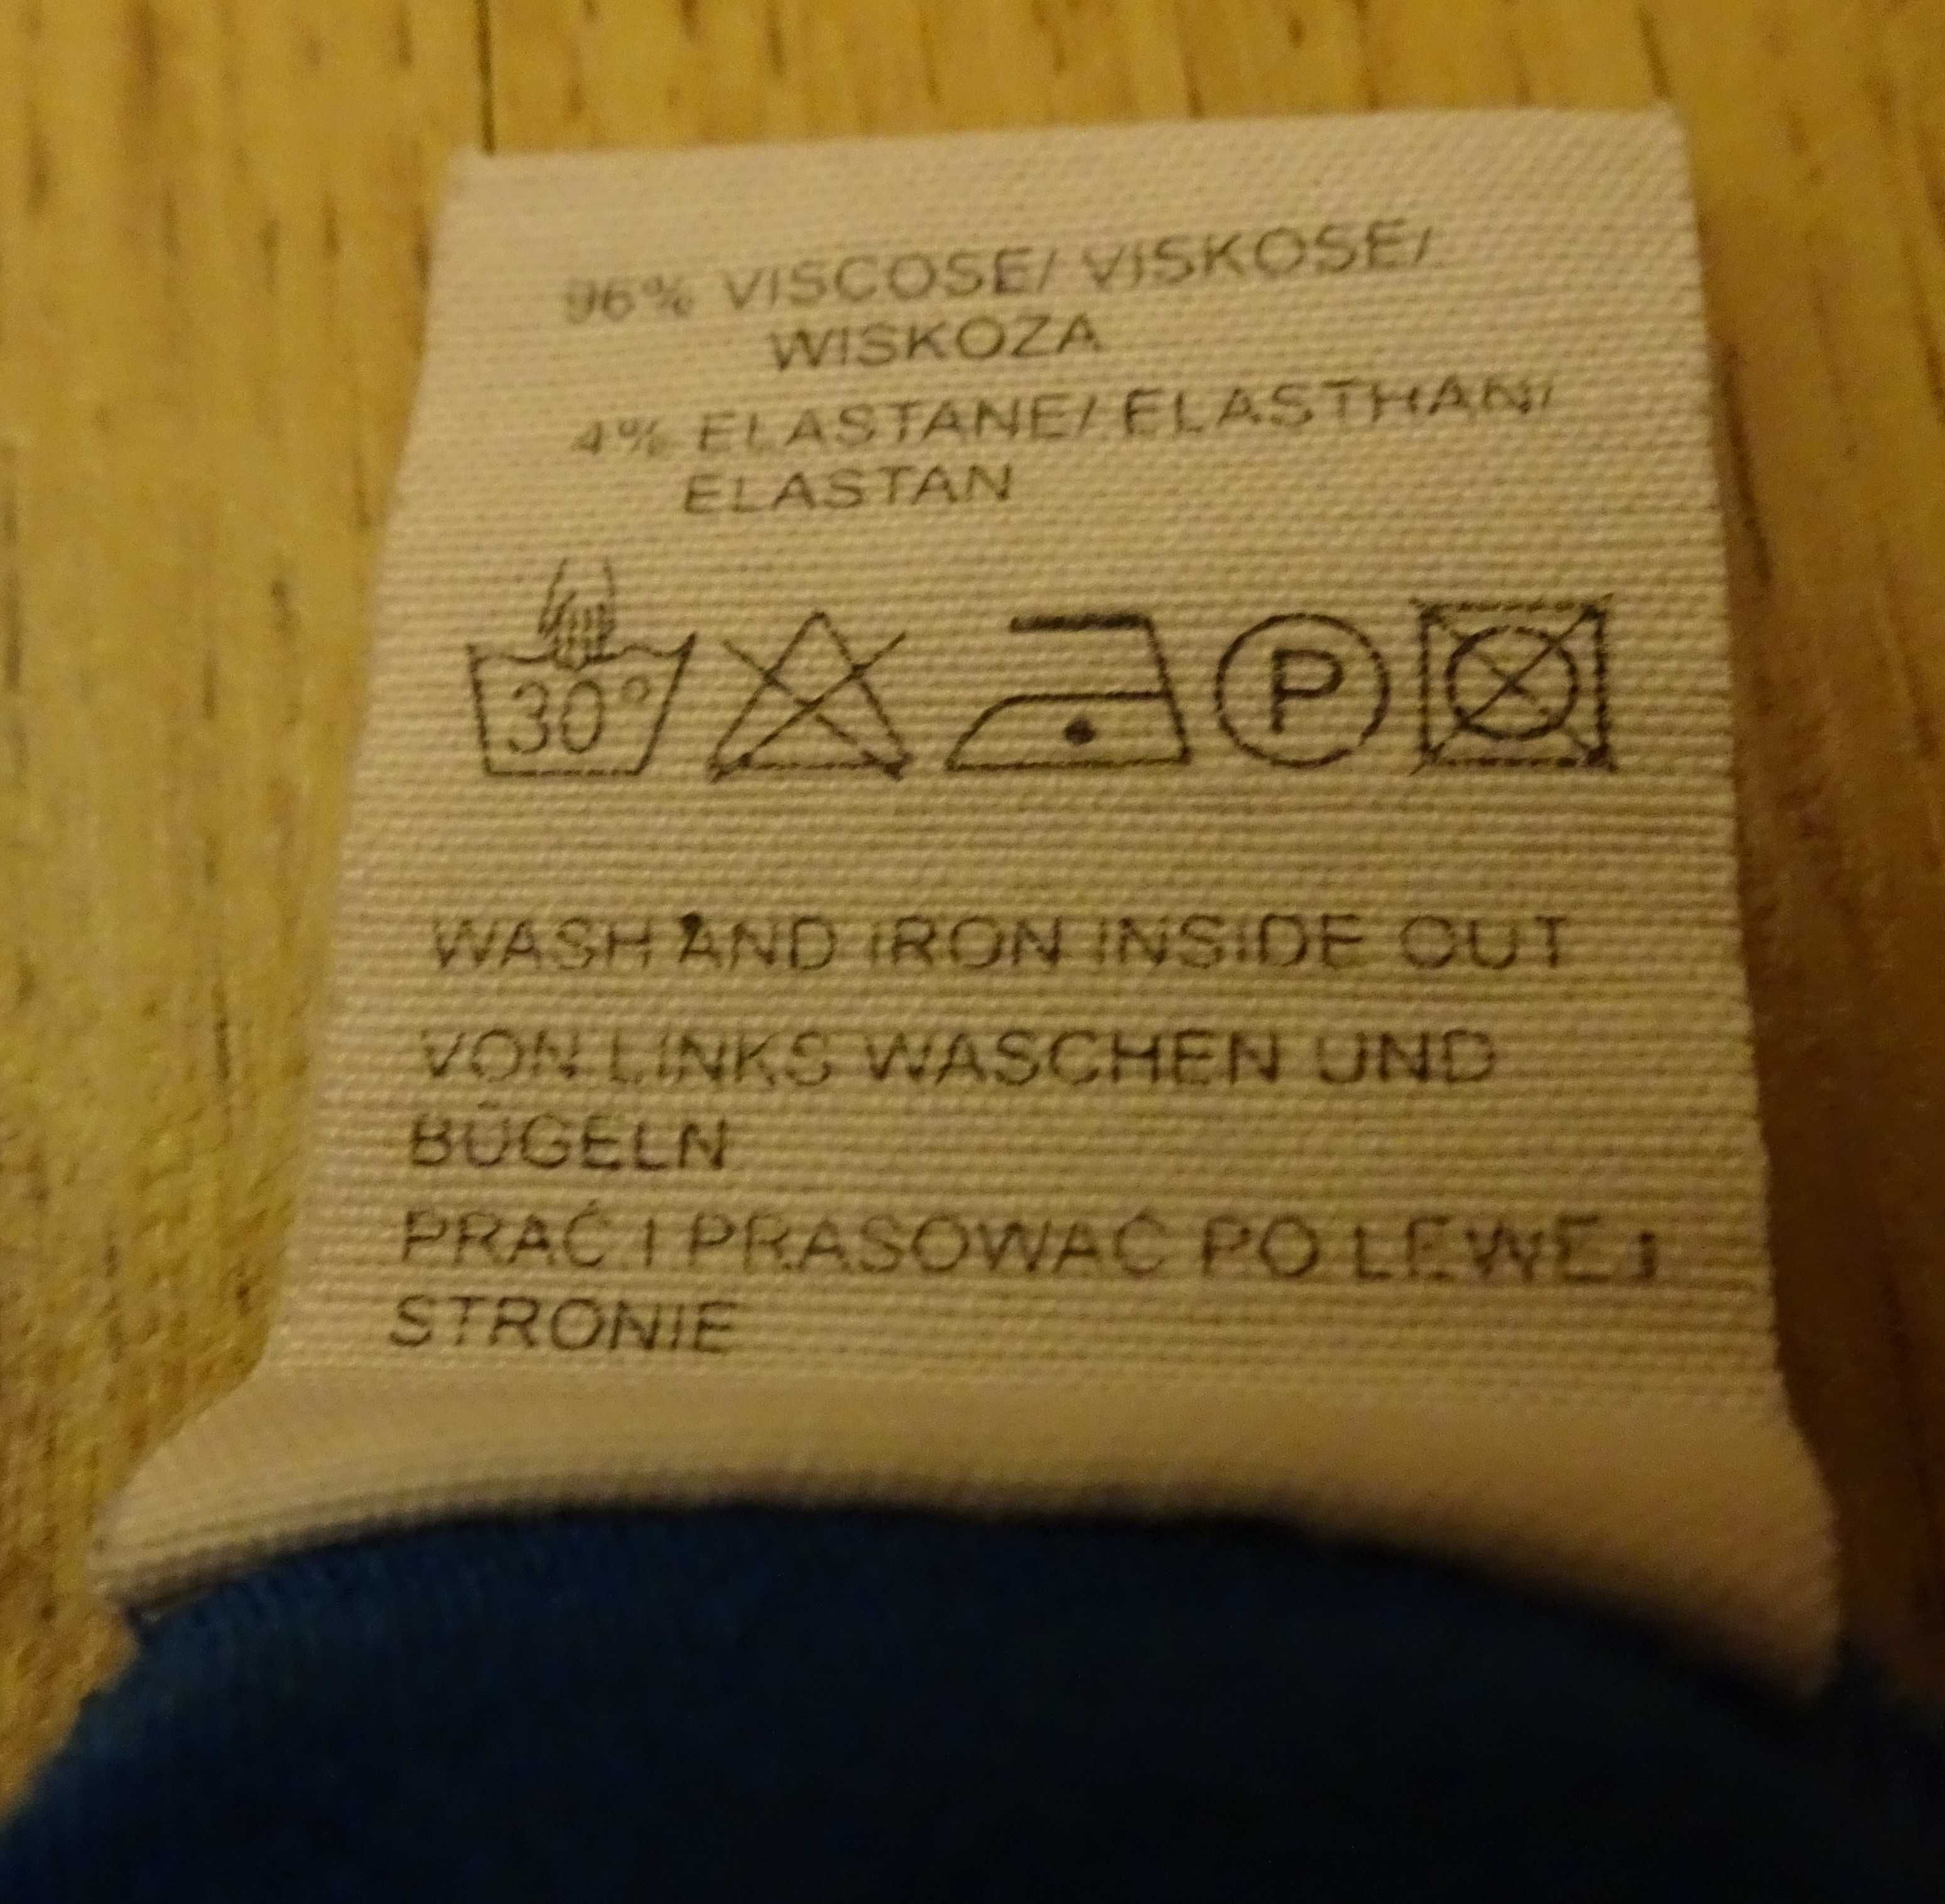 96% VISCOSE/ VISKOSE/
WISKOZA
4% ELASTANE/ ELASTHAN/
ELASTAN
30°
P
WASH AND IRON INSIDE OUT
VON LINKS WASCHEN UND
BÜGELN
PRAĆ I PRASOWAĆ PO LEWEJ
STRONIE